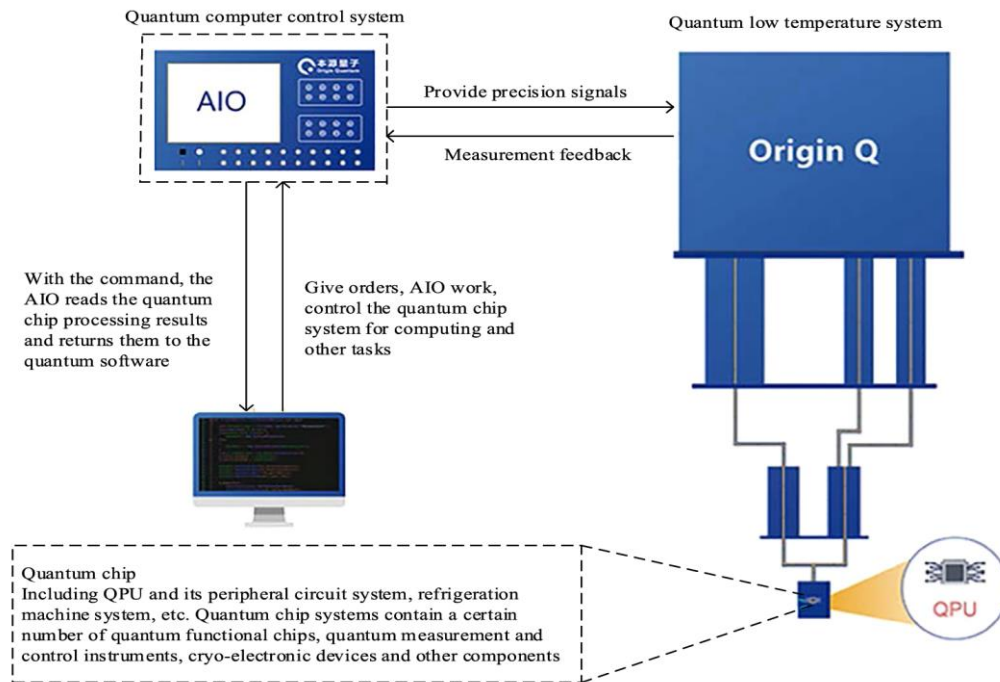 Quantum computer control system
Quantum low temperature system
本源量子
Origin Quantum
AIO
Provide precision signals
Measurement feedback
Origin Q
With the command, the
AIO reads the quantum
chip processing results
and returns them to the
quantum software
Give orders, AIO work,
control the quantum chip
system for computing and
other tasks
Quantum chip
Including QPU and its peripheral circuit system, refrigeration
machine system, etc. Quantum chip systems contain a certain
number of quantum functional chips, quantum measurement and
control instruments, cryo-electronic devices and other components
QPU